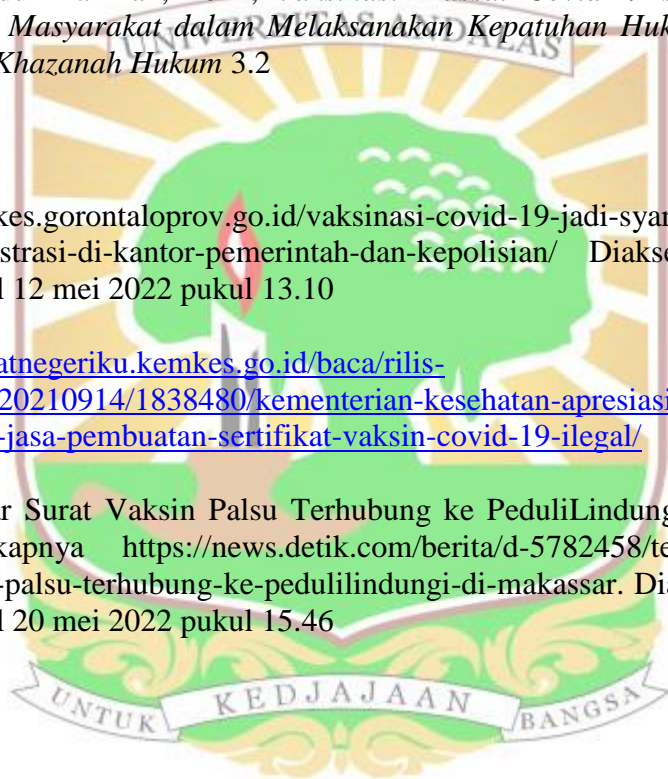 Masyarakat dalam Melaksanakan Kepatuhan Huk
UNIVERSITAS ANDALAS
Khazanah Hukum 3.2
kes.gorontaloprov.go.id/vaksinasi-covid-19-jadi-syar
strasi-di-kantor-pemerintah-dan-kepolisian/ Diakse
l 12 mei 2022 pukul 13.10
atnegeriku.kemkes.go.id/baca/rilis-
20210914/1838480/kementerian-kesehatan-apresiasi
-jasa-pembuatan-sertifikat-vaksin-covid-19-ilegal/
r Surat Vaksin Palsu Terhubung ke PeduliLindung
kapnya https://news.detik.com/berita/d-5782458/te
-palsu-terhubung-ke-pedulilindungi-di-makassar. Dia
l 20 mei 2022 pukul 15.46
UNTUK KEDJAJAAN BANGSA